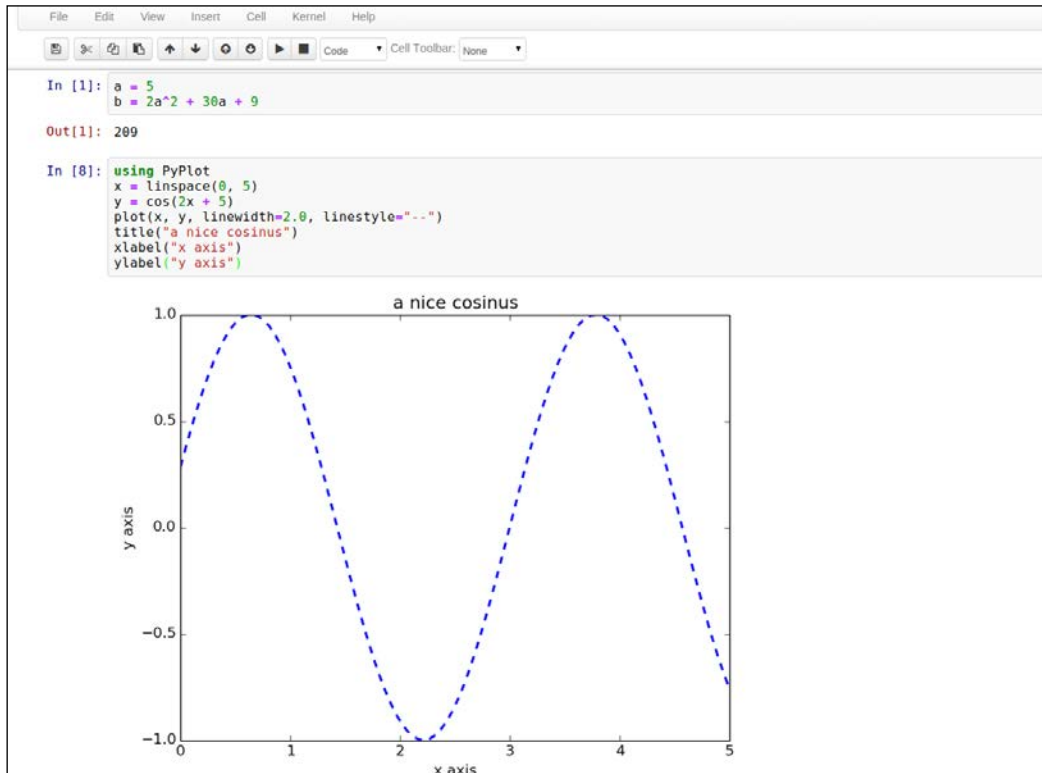 File Edit View Insert Cell Kernel Help
Code Cell Toolbar: None
In [1]: a = 5
b = 2a^2 + 30a + 9
Out[1]: 209
In [8]: using PyPlot
x = linspace(0, 5)
y = cos(2x + 5)
plot(x, y, linewidth=2.0, linestyle="--")
title("a nice cosinus")
xlabel("x axis")
ylabel("y axis")
a nice cosinus
1.0
0.5
0.0
−0.5
−1.0
y axis
0 1 2 3 4 5
x axis